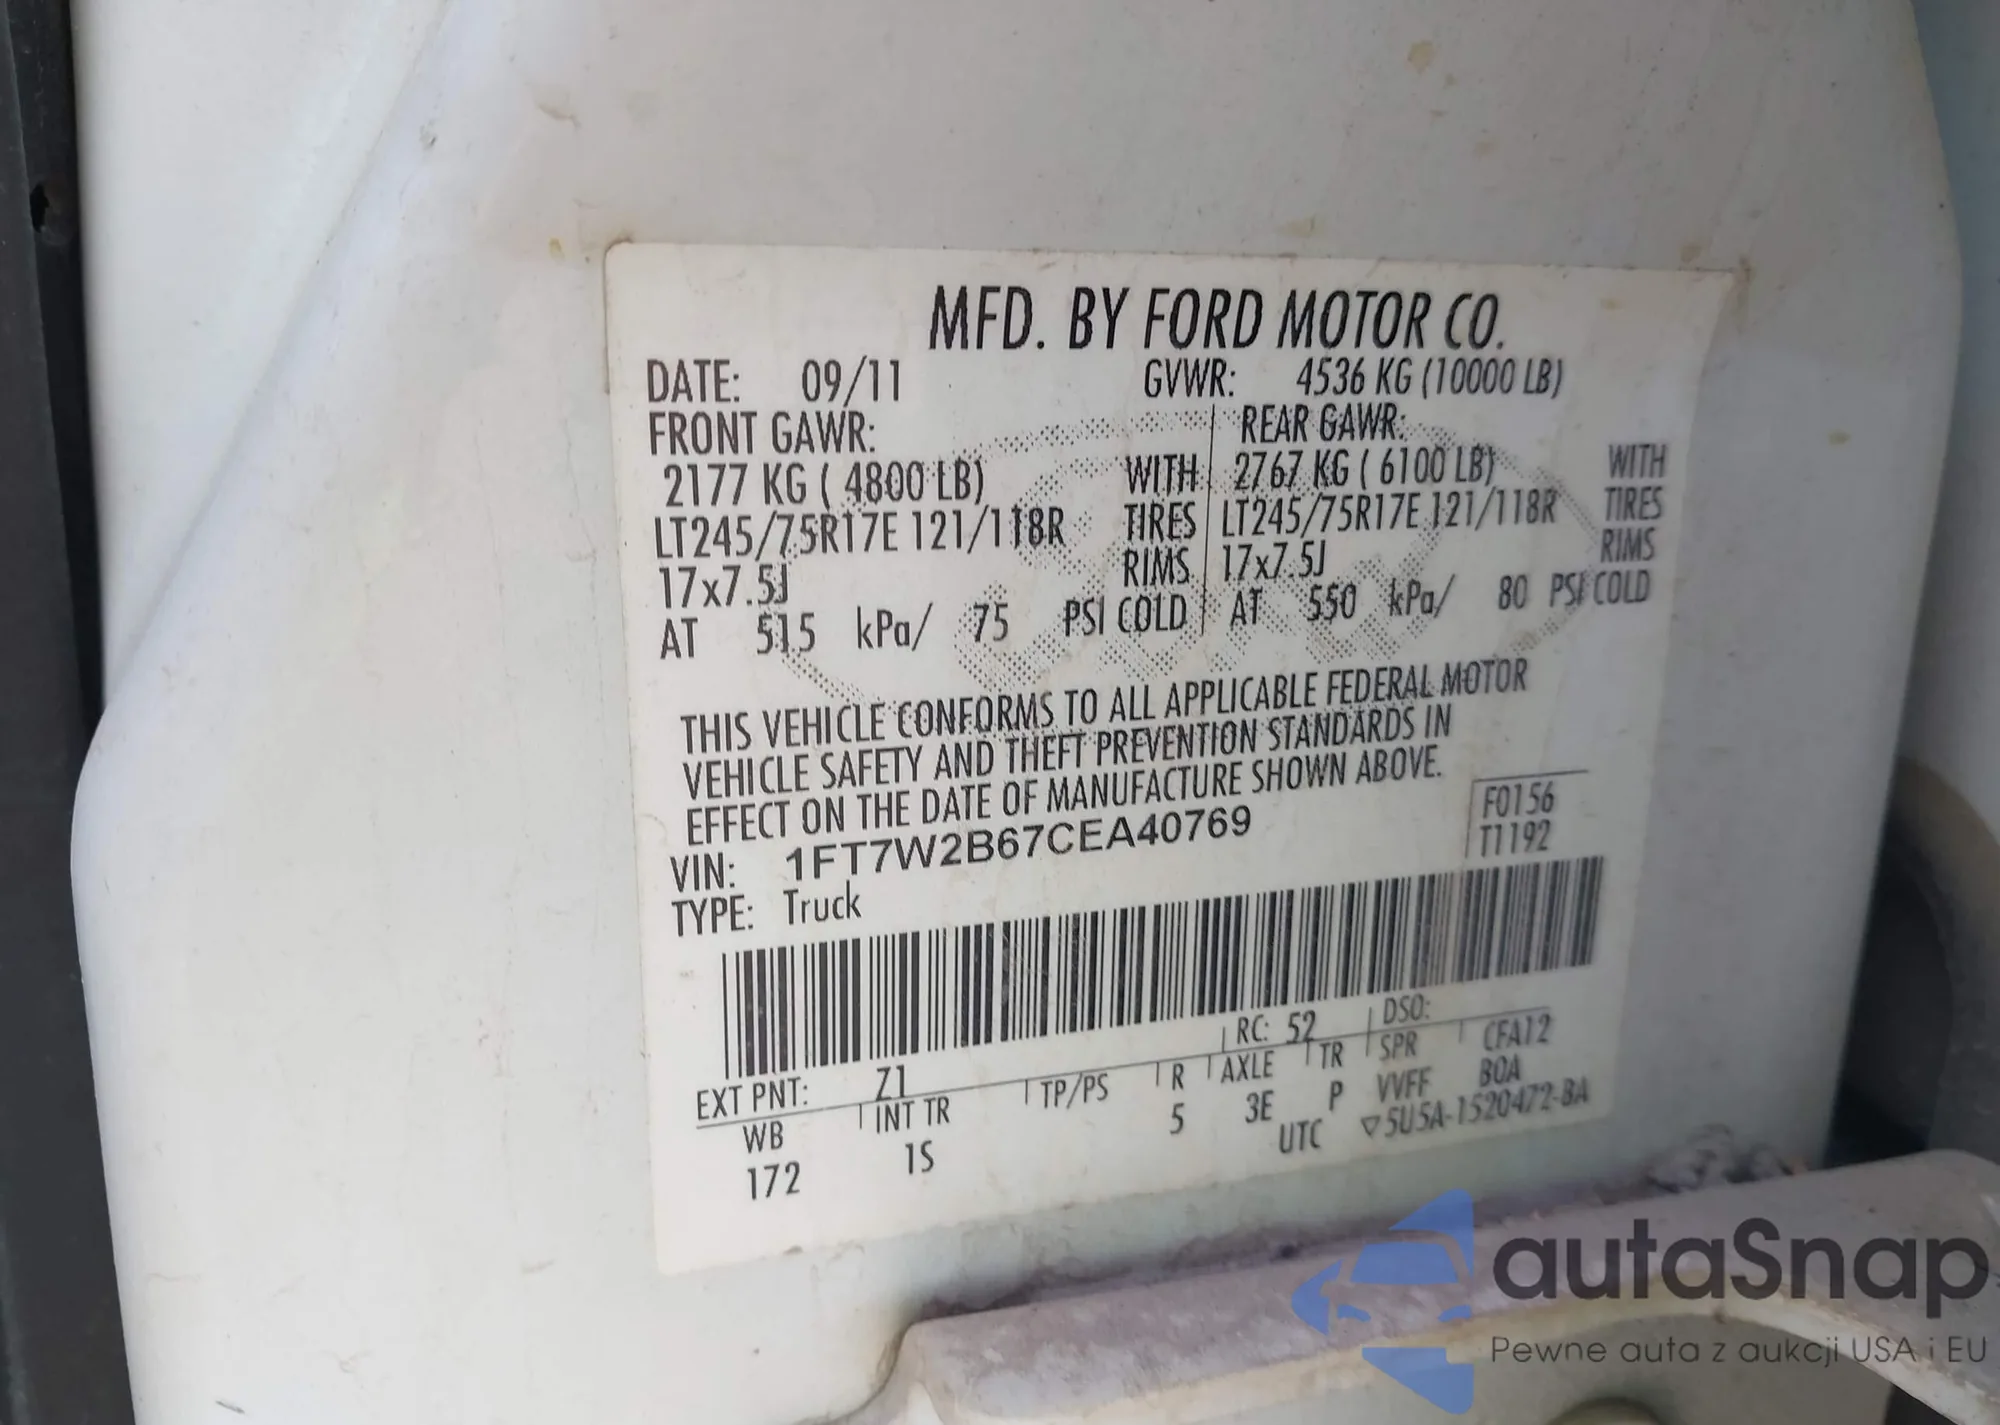 MFD. BY FORD MOTOR CO.
DATE: 09/11 GVWR: 4536 KG (10000 LB)
FRONT GAWR: REAR GAWR:
2177 KG ( 4800 LB) WITH 2767 KG ( 6100 LB) WITH
LT245/75R17E 121/118R TIRES LT245/75R17E 121/118R TIRES
17x7.5J RIMS 17x7.5J RIMS
AT 515 kPa/ 75 PSI COLD AT 550 kPa/ 80 PSI COLD
THIS VEHICLE CONFORMS TO ALL APPLICABLE FEDERAL MOTOR
VEHICLE SAFETY AND THEFT PREVENTION STANDARDS IN
EFFECT ON THE DATE OF MANUFACTURE SHOWN ABOVE.
F0156
VIN: 1FT7W2B67CEA40769
T1192
TYPE: Truck
EXT PNT: Z1 RC: 52 DSO:
WB INT TR TP/PS R AXLE TR SPR CFA12
172 1S 5 3E P VVFF BOA
UTC ▽5U5A-1520472-BA
autaSnap
Pewne auta z aukcji USA i EU